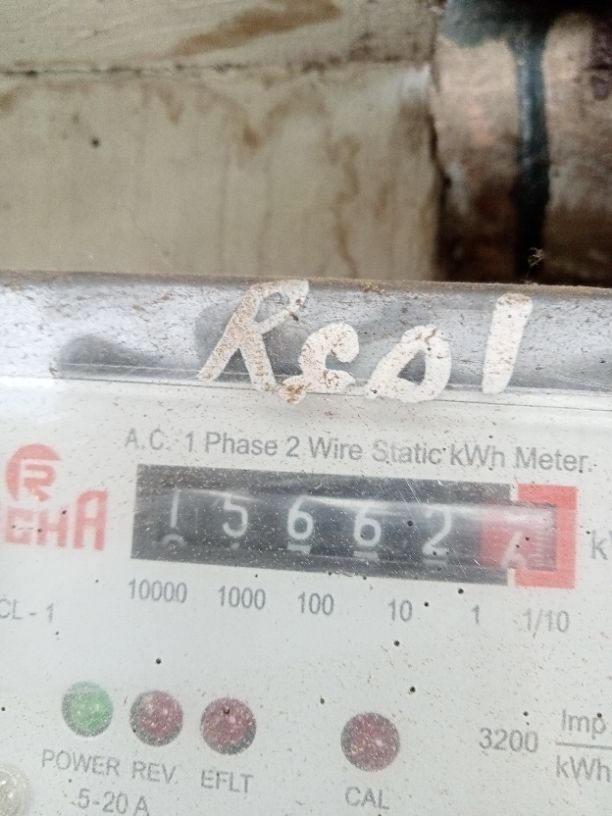 Real
A.C. 1 Phase 2 Wire Static kWh Meter
15662
10000 1000 100 10 1 1/10
CL - 1
3200 Imp
kWh
POWER REV. EFLT
5-20 A
CAL